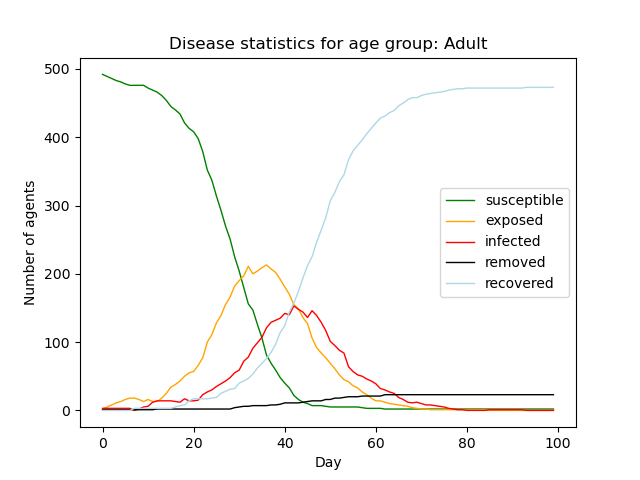 Disease statistics for age group: Adult
500
400
300
200
100
0
Number of agents
susceptible
exposed
infected
removed
recovered
0 20 40 60 80 100
Day